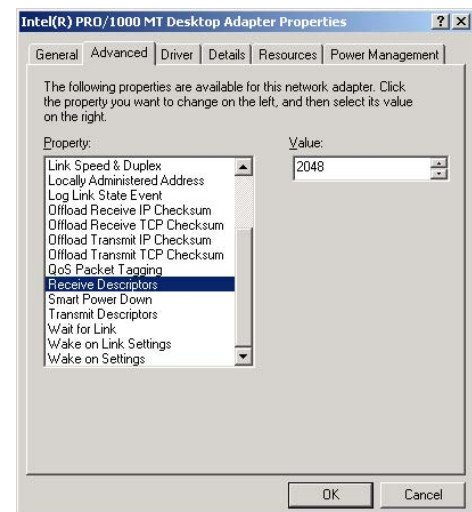 Intel(R) PRO/1000 MT Desktop Adapter Properties
General Advanced Driver Details Resources Power Management
The following properties are available for this network adapter. Click
the property you want to change on the left, and then select its value
on the right.
Property:
Value:
Link Speed & Duplex
2048
Locally Administered Address
Log Link State Event
Offload Receive IP Checksum
Offload Receive TCP Checksum
Offload Transmit IP Checksum
Offload Transmit TCP Checksum
QoS Packet Tagging
Receive Descriptors
Smart Power Down
Transmit Descriptors
Wait for Link
Wake on Link Settings
Wake on Settings
OK
Cancel